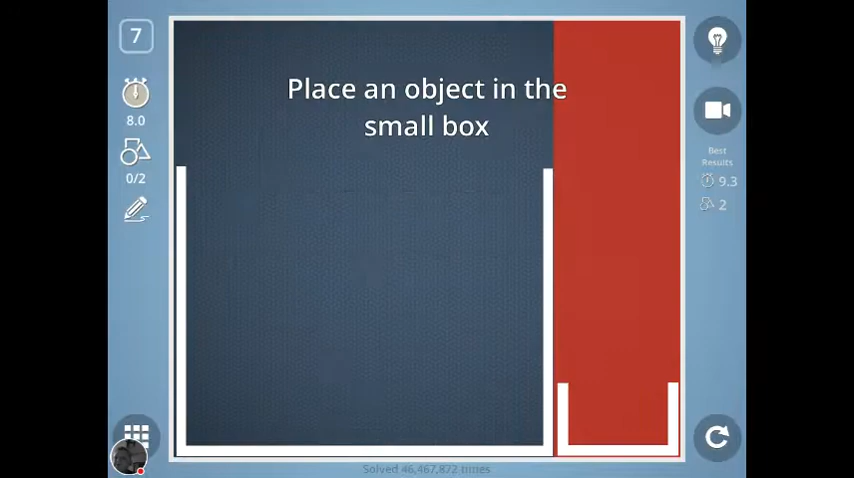 7
Place an object in the
small box
8.0
0/2
Best
Results
9.3
2
Solved 46,467,872 times